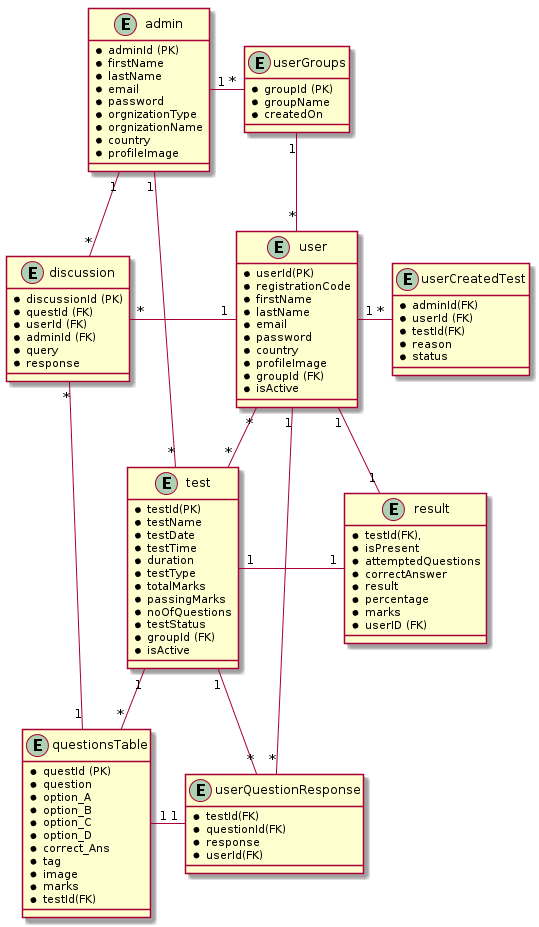 E admin
adminId (PK)
firstName
lastName
email
password
orgnizationType
orgnizationName
country
profileImage
1 *
E userGroups
groupId (PK)
groupName
createdOn
1
*
1
*
1
*
E discussion
discussionId (PK)
questId (FK)
userId (FK)
adminId (FK)
query
response
* 1
E user
userId(PK)
registrationCode
firstName
lastName
email
password
country
profileImage
groupId (FK)
isActive
1 *
E userCreatedTest
adminId(FK)
userId (FK)
testId(FK)
reason
status
*
1
*
*
1
*
1
1
E test
testId(PK)
testName
testDate
testTime
duration
testType
totalMarks
passingMarks
noOfQuestions
testStatus
groupId (FK)
isActive
1 1
E result
testId(FK),
isPresent
attemptedQuestions
correctAnswer
result
percentage
marks
userID (FK)
1
*
1
*
E questionsTable
questId (PK)
question
option_A
option_B
option_C
option_D
correct_Ans
tag
image
marks
testId(FK)
1 1
E userQuestionResponse
testId(FK)
questionId(FK)
response
userId(FK)